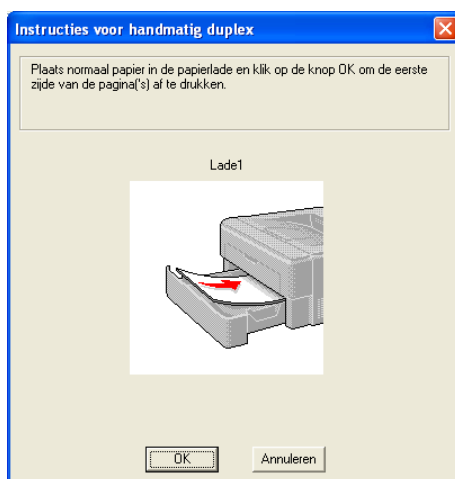 Instructies voor handmatig duplex
Plaats normaal papier in de papierlade en klik op de knop OK om de eerste
zijde van de pagina('s) af te drukken.
Lade1
OK
Annuleren